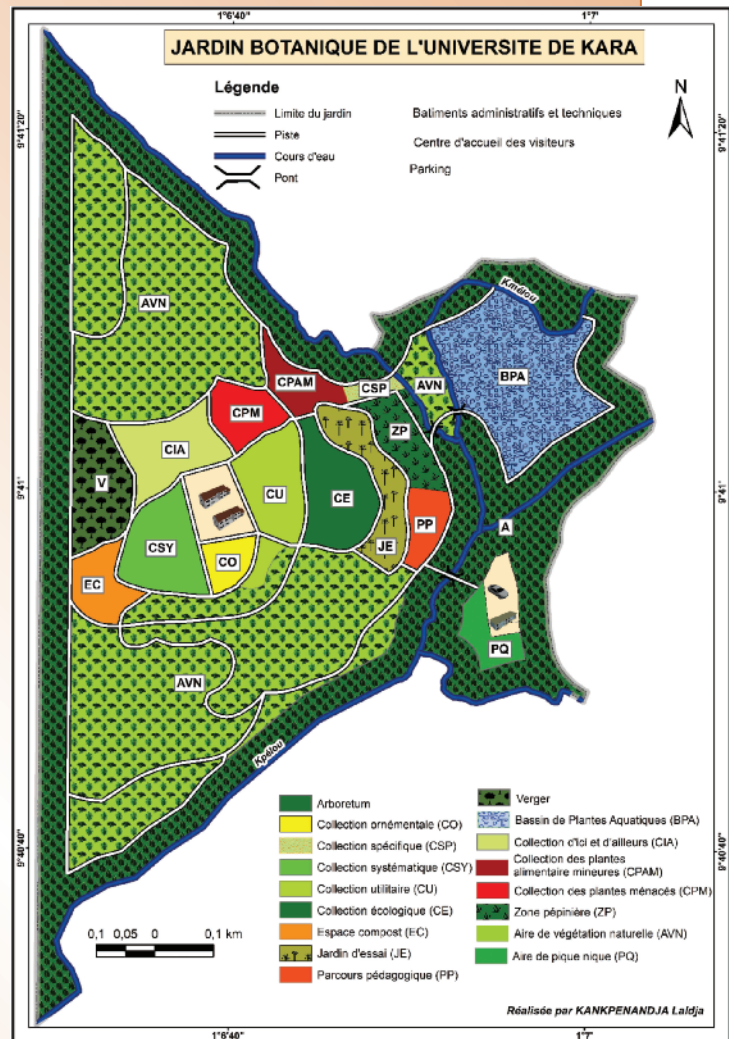 1°6'40"
1°7'
JARDIN BOTANIQUE DE L'UNIVERSITE DE KARA
Légende
Limite du jardin
Piste
Cours d'eau
Pont
Batiments administratifs et techniques
Centre d'accueil des visiteurs
Parking
N
9°41'20"
9°41'20"
Kmélou
AVN
BPA
CPAM
CSP
AVN
CPM
ZP
CIA
V
CU
CE
PP
9°41'
9°41'
A
CSY
JE
CO
EC
PQ
AVN
Kpélou
Arboretum
Collection ornémentale (CO)
Collection spécifique (CSP)
Collection systématique (CSY)
Collection utilitaire (CU)
Collection écologique (CE)
Espace compost (EC)
Jardin d'essai (JE)
Parcours pédagogique (PP)
Verger
Bassin de Plantes Aquatiques (BPA)
Collection d'ici et d'ailleurs (CIA)
Collection des plantes
alimentaire mineures (CPAM)
Collection des plantes ménacés (CPM)
Zone pépinière (ZP)
Aire de végétation naturelle (AVN)
Aire de pique nique (PQ)
9°40'40"
9°40'40"
0,1 0,05 0 0,1 km
Réalisée par KANKPENANDJA Laldja
1°6'40"
1°7'